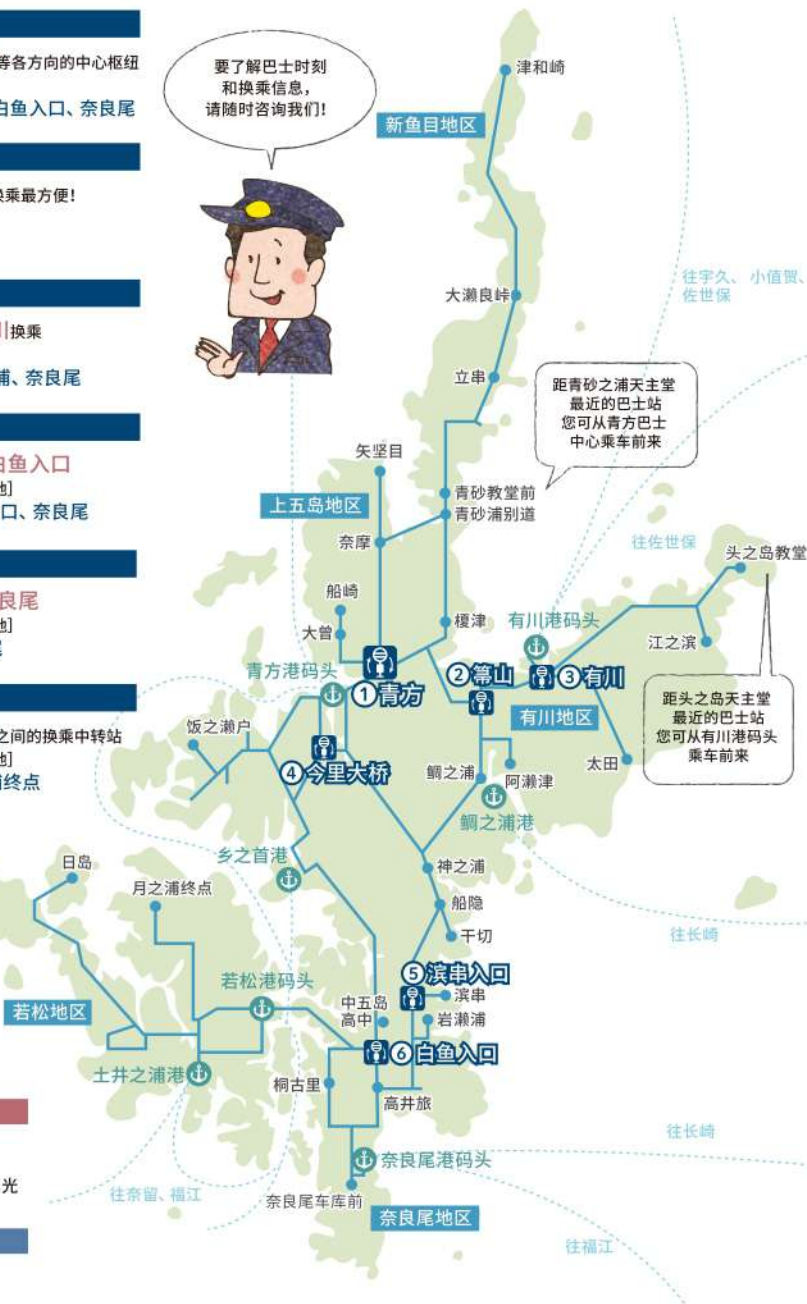 等各方向的中心枢纽
白鱼入口、奈良尾
换乘最方便！
川换乘
浦、奈良尾
白鱼入口
地]
口、奈良尾
良尾
地]
尾
之间的换乘中转站
地]
浦终点
光
要了解巴士时刻
和换乘信息，
请随时咨询我们！
津和崎
新鱼目地区
往宇久、小值贺、
佐世保
大濑良峠
立串
距青砂之浦天主堂
最近的巴士站
您可从青方巴士
中心乘车前来
矢坚目
上五岛地区
青砂教堂前
青砂浦别道
奈摩
往佐世保
头之岛教堂
船崎
大曾
榎津
有川港码头
江之滨
青方港码头
①青方
②箒山
③有川
有川地区
距头之岛天主堂
最近的巴士站
您可从有川港码头
乘车前来
饭之濑户
④今里大桥
鲷之浦
阿濑津
太田
鲷之浦港
乡之首港
日岛
月之浦终点
神之浦
船隐
干切
往长崎
⑤滨串入口
滨串
若松港码头
中五岛
高中
岩濑浦
若松地区
⑥白鱼入口
土井之浦港
桐古里
高井旅
往长崎
奈良尾港码头
往奈留、福江
奈良尾车库前
奈良尾地区
往福江